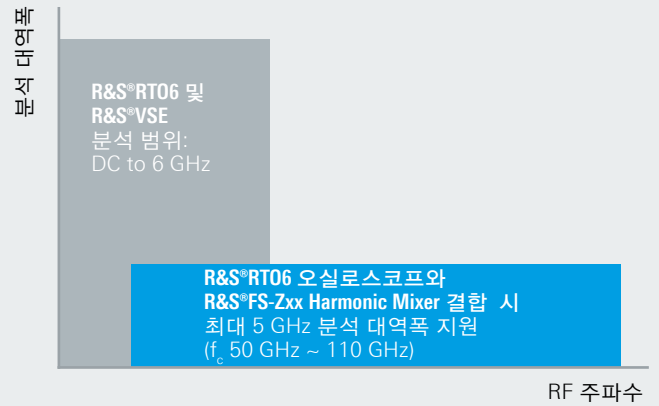 분석 대역폭
R&S®RTO6 및
R&S®VSE
분석 범위:
DC to 6 GHz
R&S®RTO6 오실로스코프와
R&S®FS-Zxx Harmonic Mixer 결합 시
최대 5 GHz 분석 대역폭 지원
(fc 50 GHz ~ 110 GHz)
RF 주파수